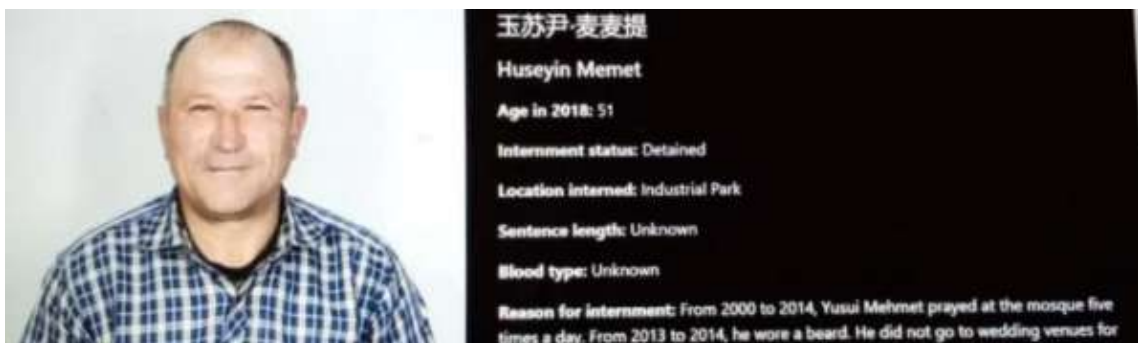 玉苏尹·麦麦提
Huseyin Memet
Age in 2018: 51
Internment status: Detained
Location interned: Industrial Park
Sentence length: Unknown
Blood type: Unknown
Reason for internment: From 2000 to 2014, Yusui Mehmet prayed at the mosque five
times a day. From 2013 to 2014, he wore a beard. He did not go to wedding venues for